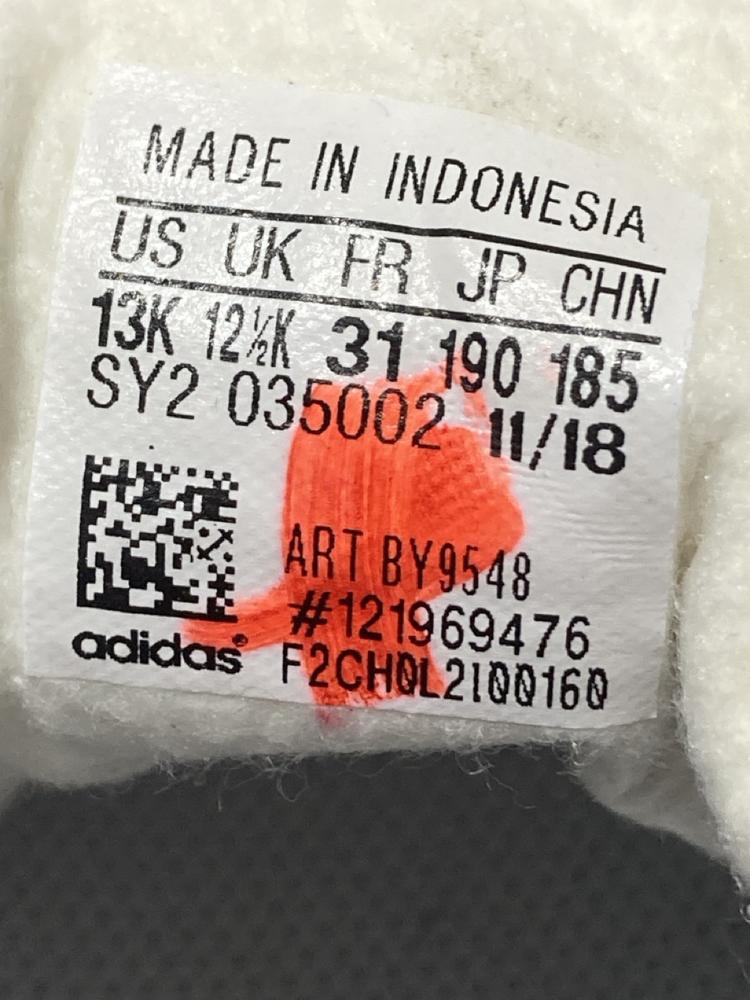 MADE IN INDONESIA
US UK FR JP CHN
13K 12½K 31 190 185
SY2 035002 11/18
ART BY9548
#121969476
adidas®
F2CH0L2I00160